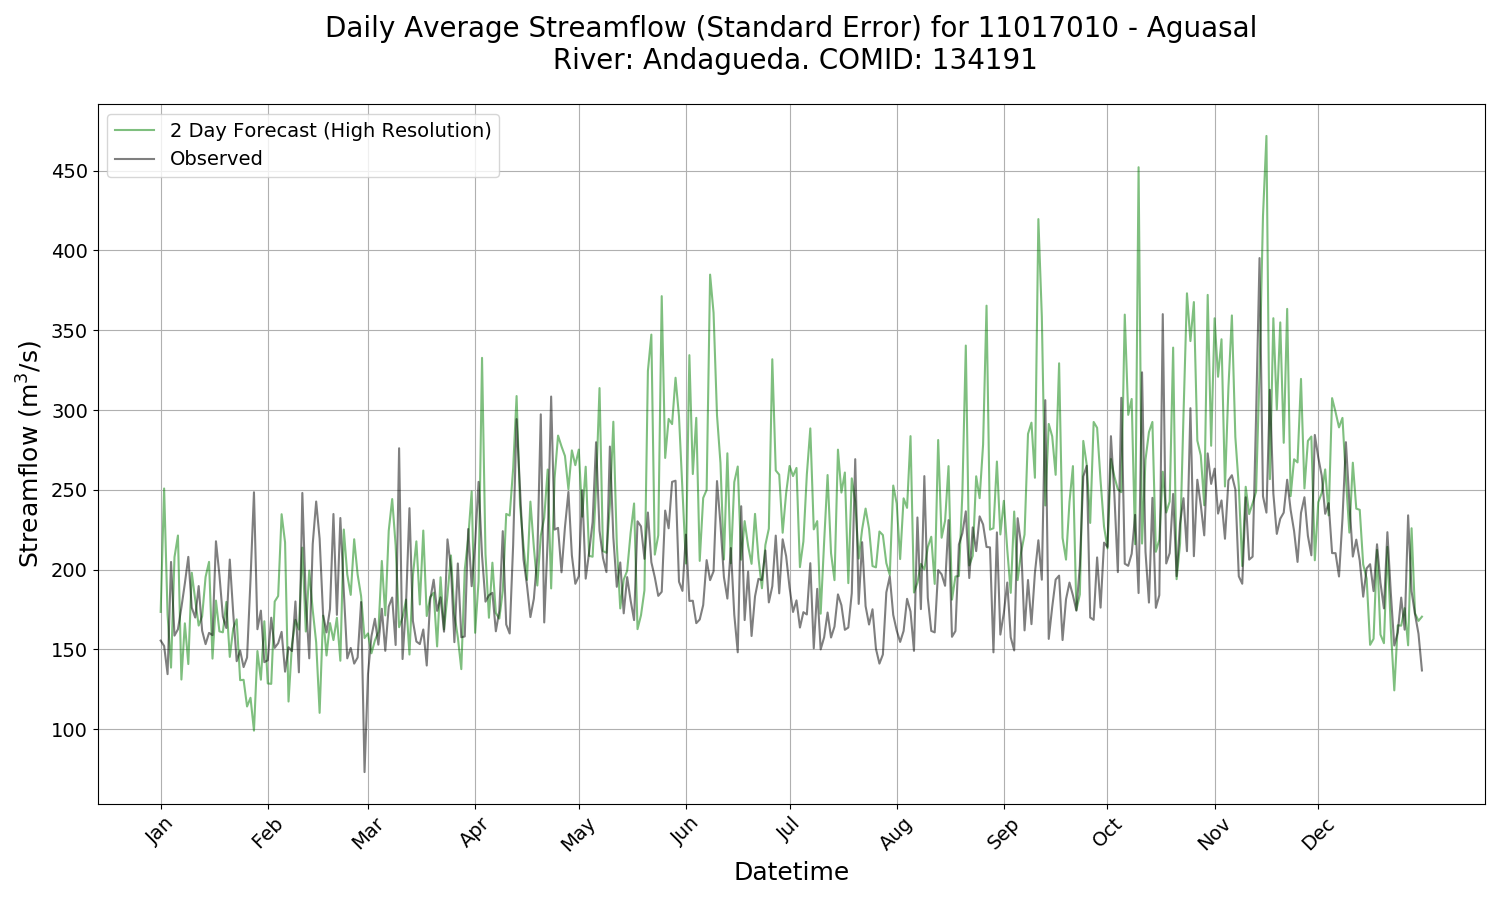 Daily Average Streamflow (Standard Error) for 11017010 - Aguasal
River: Andagueda. COMID: 134191
2 Day Forecast (High Resolution)
Observed
Streamflow (m³/s)
450
400
350
300
250
200
150
100
Jan
Feb
Mar
Apr
May
Jun
Jul
Aug
Sep
Oct
Nov
Dec
Datetime